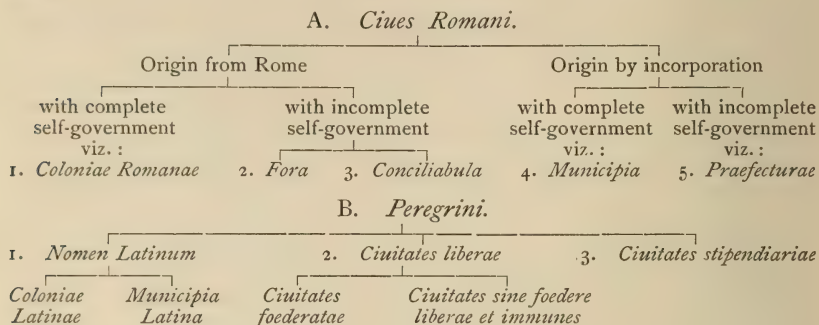 A. Ciues Romani.
Origin from Rome Origin by incorporation
with complete with incomplete with complete with incomplete
self-government self-government self-government self-government
viz. : viz. : viz. :
1. Coloniae Romanae 2. Fora 3. Conciliabula 4. Municipia 5. Praefecturae
B. Peregrini.
1. Nomen Latinum 2. Ciuitates liberae 3. Ciuitates stipendiariae
Coloniae Municipia Ciuitates Ciuitates sine foedere
Latinae Latina foederatae liberae et immunes